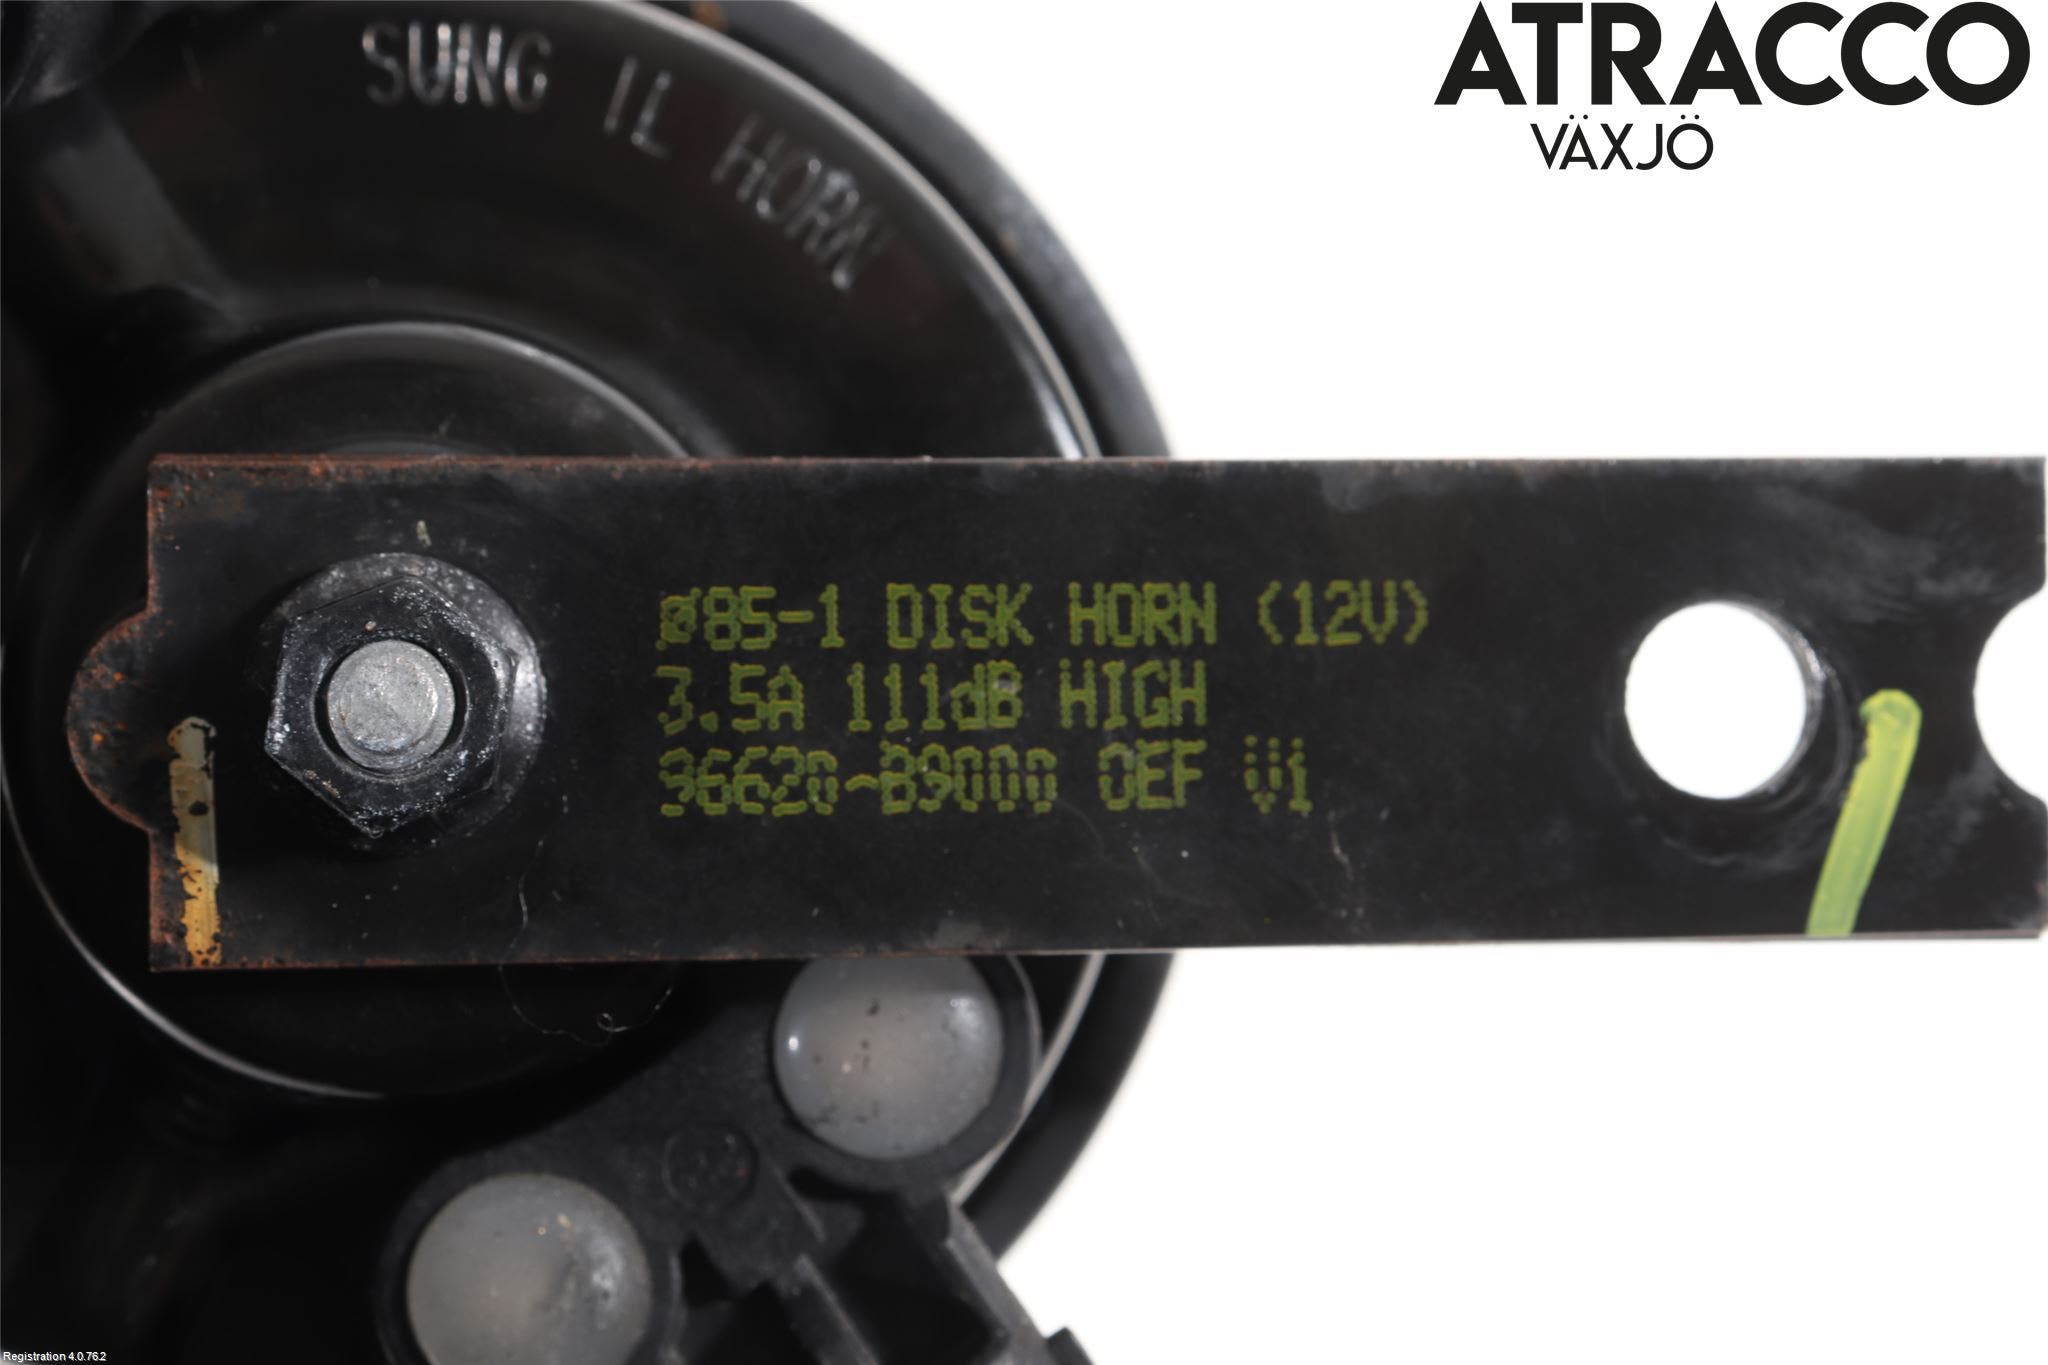 ATRACCO
VÄXJÖ
SUNG IL HORN
ø85-1 DISK HORN (12V)
3.5A 111dB HIGH
96620-B9000 OEF V1
Registration 4.0.76.2